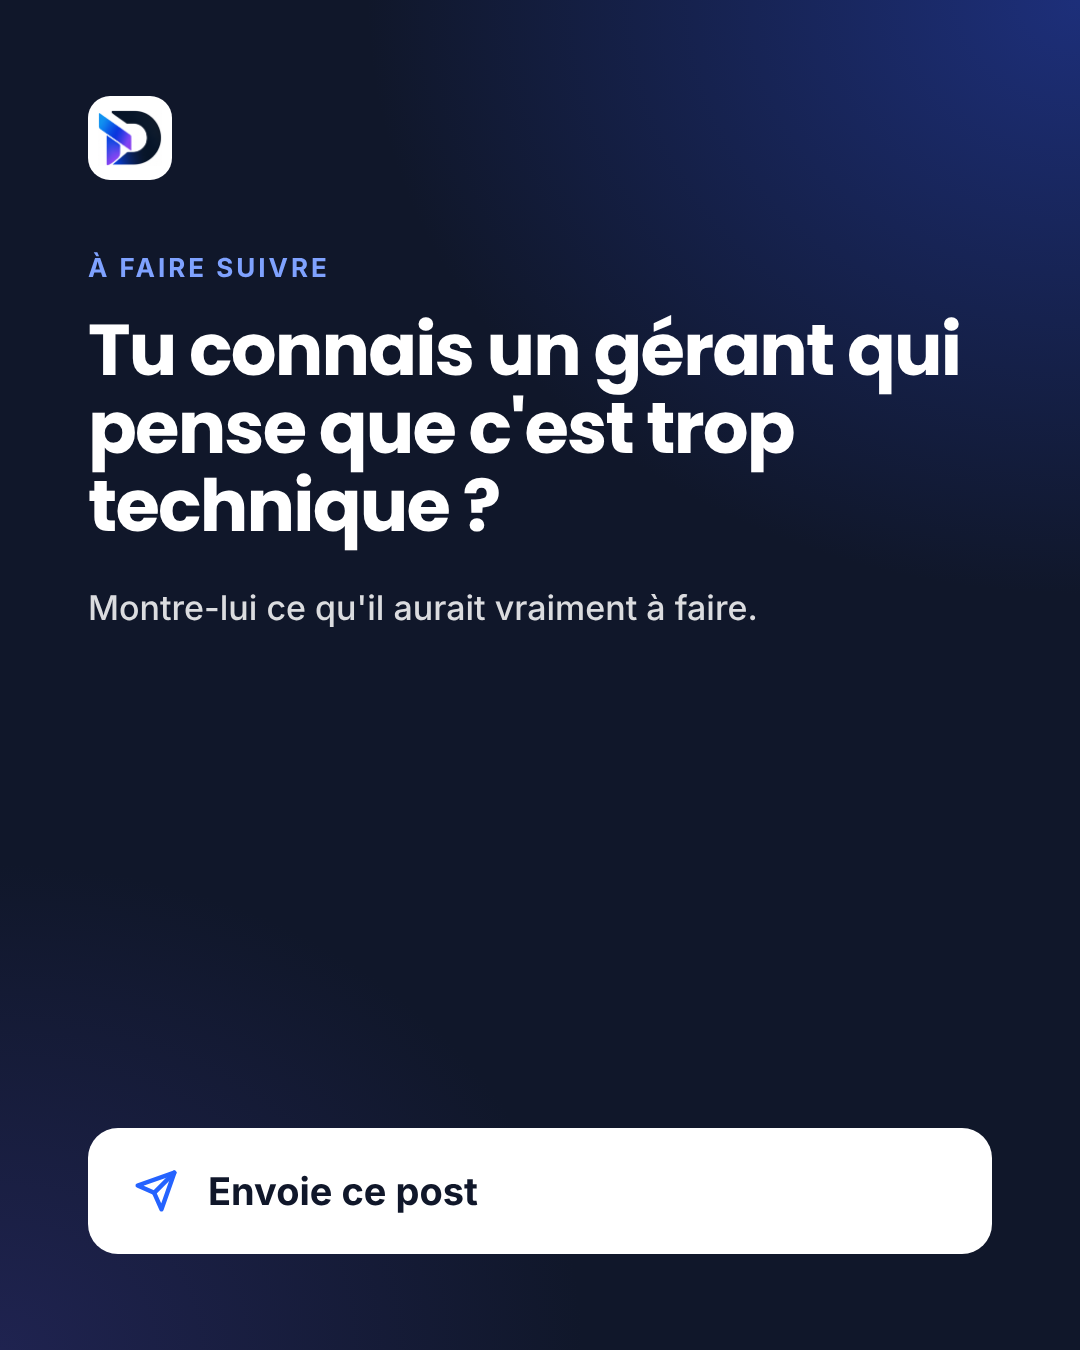 À FAIRE SUIVRE
Tu connais un gérant qui
pense que c'est trop
technique ?
Montre-lui ce qu'il aurait vraiment à faire.
Envoie ce post